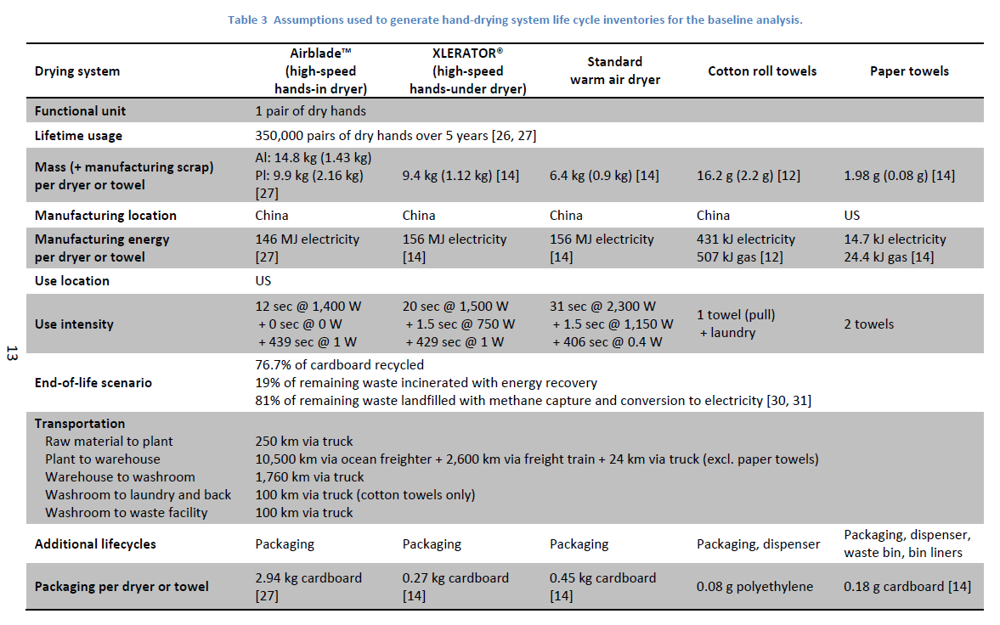 Table 3 Assumptions used to generate hand-drying system life cycle inventories for the baseline analysis.
Drying system
Airblade™
(high-speed
hands-in dryer)
XLERATOR®
(high-speed
hands-under dryer)
Standard
warm air dryer
Cotton roll towels
Paper towels
Functional unit
1 pair of dry hands
Lifetime usage
350,000 pairs of dry hands over 5 years [26, 27]
Mass (+ manufacturing scrap)
per dryer or towel
Al: 14.8 kg (1.43 kg)
Pl: 9.9 kg (2.16 kg)
[27]
9.4 kg (1.12 kg) [14]
6.4 kg (0.9 kg) [14]
16.2 g (2.2 g) [12]
1.98 g (0.08 g) [14]
Manufacturing location
China
China
China
China
US
Manufacturing energy
per dryer or towel
146 MJ electricity
[27]
156 MJ electricity
[14]
156 MJ electricity
[14]
431 kJ electricity
507 kJ gas [12]
14.7 kJ electricity
24.4 kJ gas [14]
Use location
US
Use intensity
12 sec @ 1,400 W
+ 0 sec @ 0 W
+ 439 sec @ 1 W
20 sec @ 1,500 W
+ 1.5 sec @ 750 W
+ 429 sec @ 1 W
31 sec @ 2,300 W
+ 1.5 sec @ 1,150 W
+ 406 sec @ 0.4 W
1 towel (pull)
+ laundry
2 towels
End-of-life scenario
76.7% of cardboard recycled
19% of remaining waste incinerated with energy recovery
81% of remaining waste landfilled with methane capture and conversion to electricity [30, 31]
Transportation
Raw material to plant
250 km via truck
Plant to warehouse
10,500 km via ocean freighter + 2,600 km via freight train + 24 km via truck (excl. paper towels)
Warehouse to washroom
1,760 km via truck
Washroom to laundry and back
100 km via truck (cotton towels only)
Washroom to waste facility
100 km via truck
Additional lifecycles
Packaging
Packaging
Packaging
Packaging, dispenser
Packaging, dispenser,
waste bin, bin liners
Packaging per dryer or towel
2.94 kg cardboard
[27]
0.27 kg cardboard
[14]
0.45 kg cardboard
[14]
0.08 g polyethylene
0.18 g cardboard [14]
13